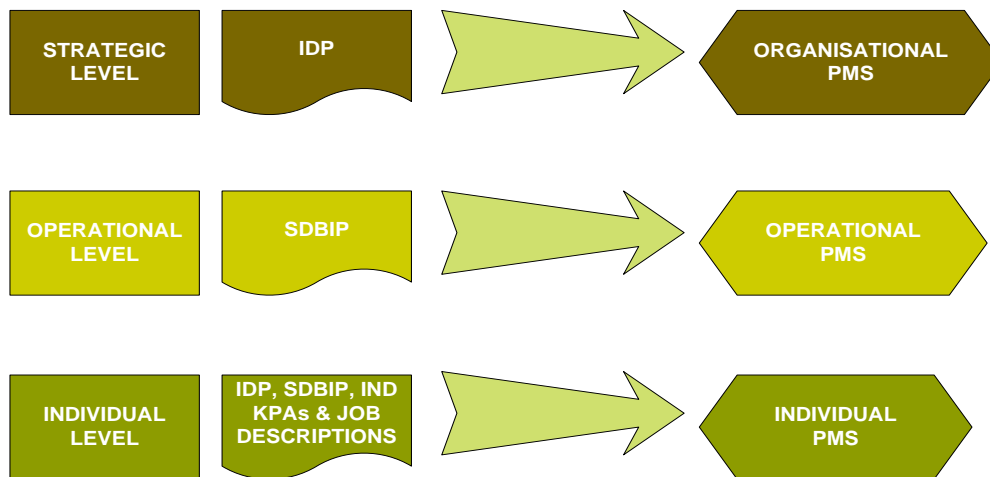 STRATEGIC
LEVEL
IDP
ORGANISATIONAL
PMS
OPERATIONAL
LEVEL
SDBIP
OPERATIONAL
PMS
INDIVIDUAL
LEVEL
IDP, SDBIP, IND
KPAs & JOB
DESCRIPTIONS
INDIVIDUAL
PMS